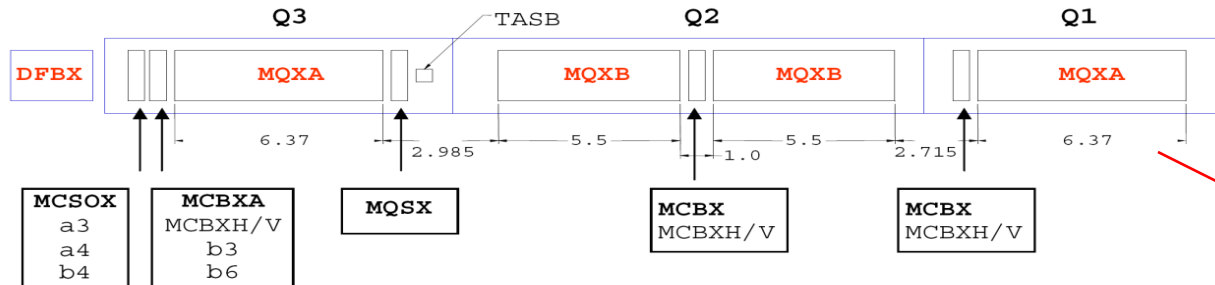 Q3 Q2 Q1
TASB
DFBX MQXA MQXB MQXB MQXA
6.37 2.985 5.5 1.0 5.5 2.715 6.37
MCSOX
a3
a4
b4
MCBXA
MCBXH/V
b3
b6
MQSX
MCBX
MCBXH/V
MCBX
MCBXH/V